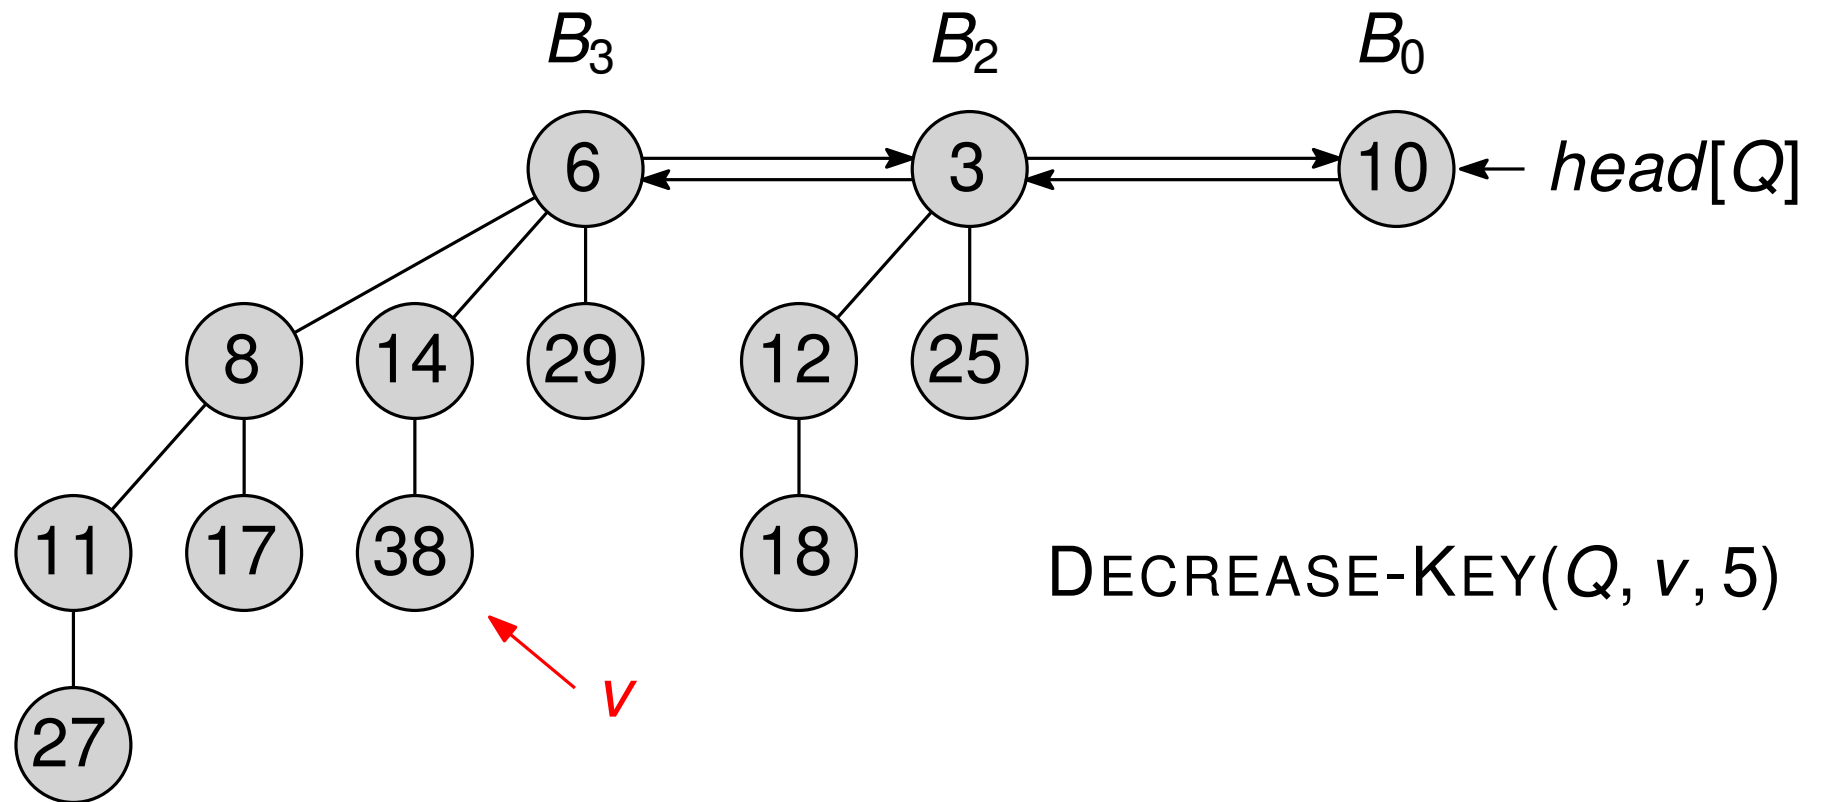 B3 B2 B0
6 3 10 head[Q]
8 14 29 12 25
11 17 38 18 DECREASE-KEY(Q, v, 5)
v
27